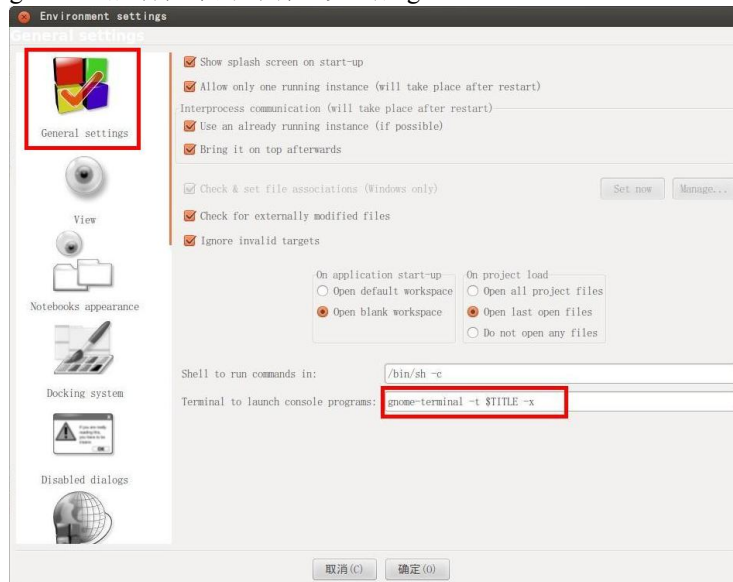 Environment settings
General settings
General settings
View
Notebooks appearance
Docking system
Disabled dialogs
Show splash screen on start-up
Allow only one running instance (will take place after restart)
Interprocess communication (will take place after restart)
Use an already running instance (if possible)
Bring it on top afterwards
Check & set file associations (Windows only)
Set now
Manage...
Check for externally modified files
Ignore invalid targets
On application start-up
Open default workspace
Open blank workspace
On project load
Open all project files
Open last open files
Do not open any files
Shell to run commands in:
/bin/sh -c
Terminal to launch console programs:
gnome-terminal -t $TITLE -x
取消(C)
确定(O)